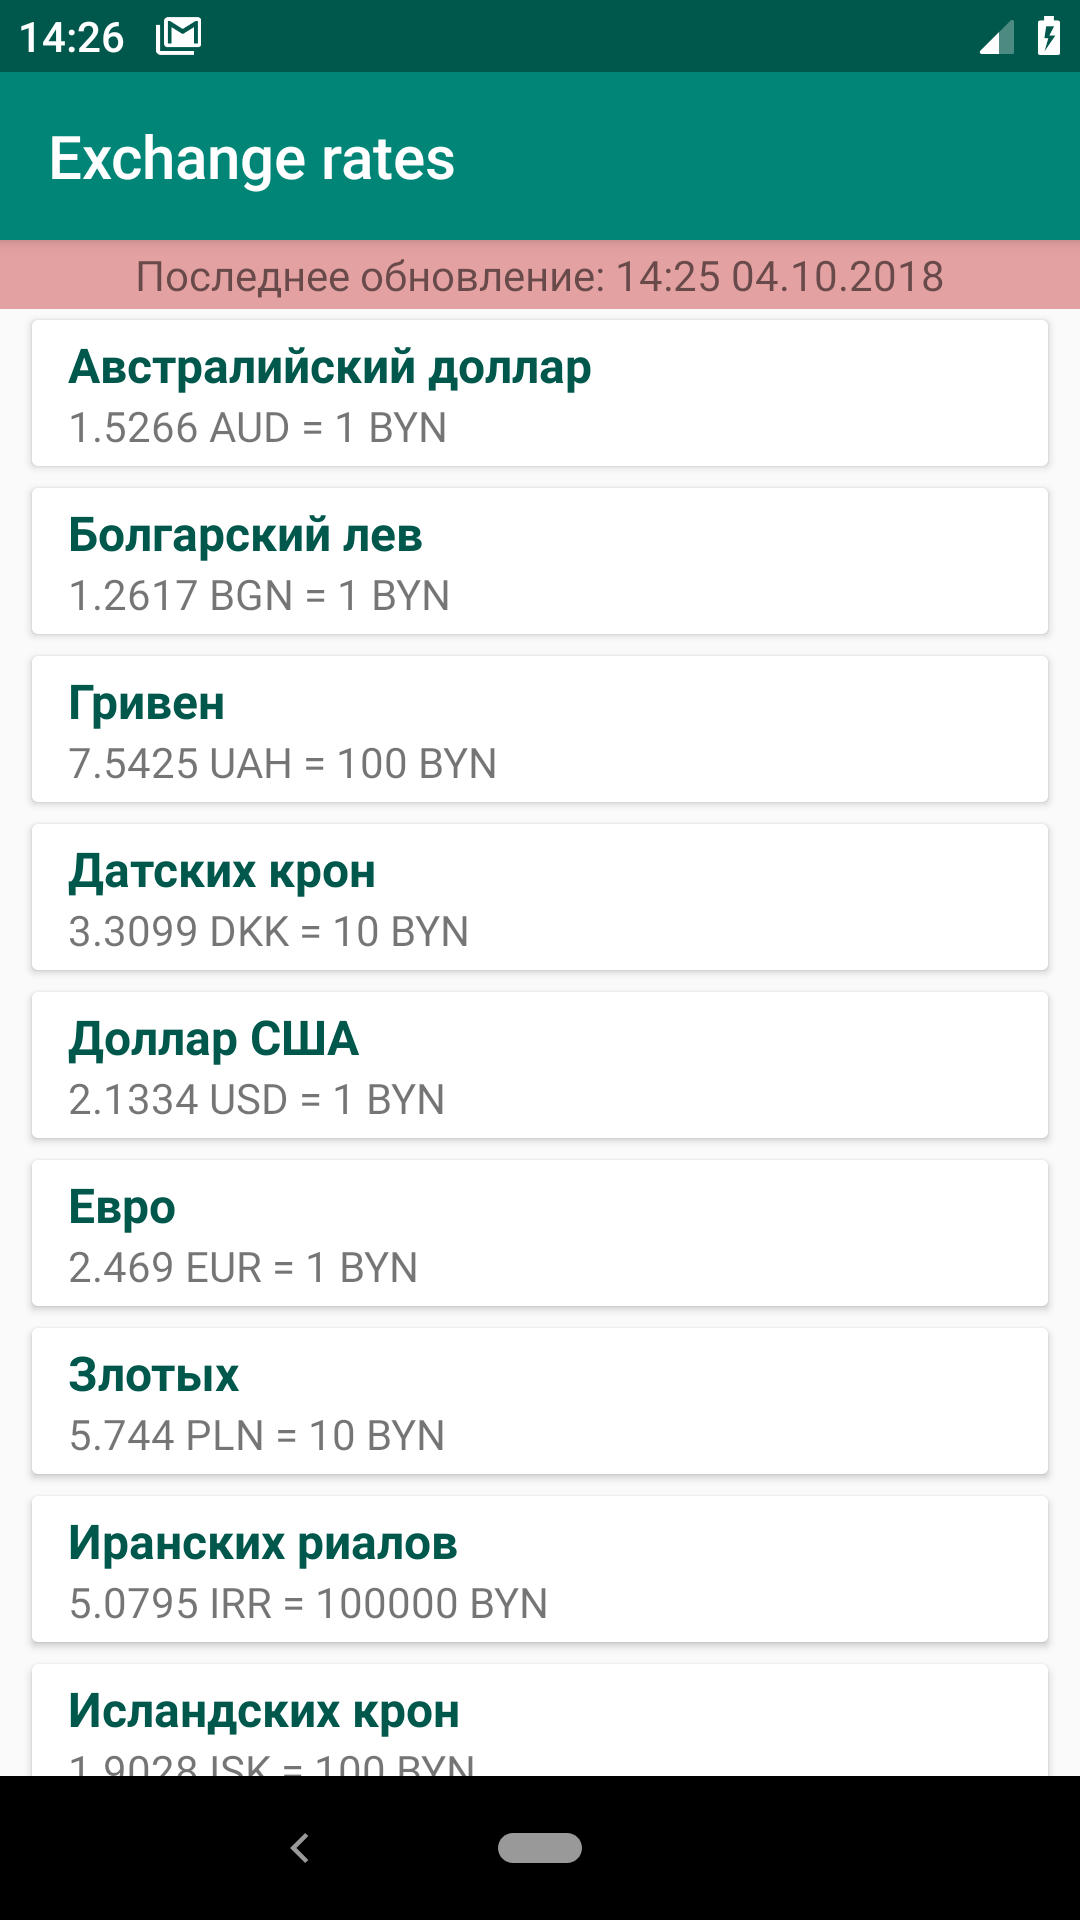 14:26
Exchange rates
Последнее обновление: 14:25 04.10.2018
Австралийский доллар
1.5266 AUD = 1 BYN
Болгарский лев
1.2617 BGN = 1 BYN
Гривен
7.5425 UAH = 100 BYN
Датских крон
3.3099 DKK = 10 BYN
Доллар США
2.1334 USD = 1 BYN
Евро
2.469 EUR = 1 BYN
Злотых
5.744 PLN = 10 BYN
Иранских риалов
5.0795 IRR = 100000 BYN
Исландских крон
1.9028 ISK = 100 BYN